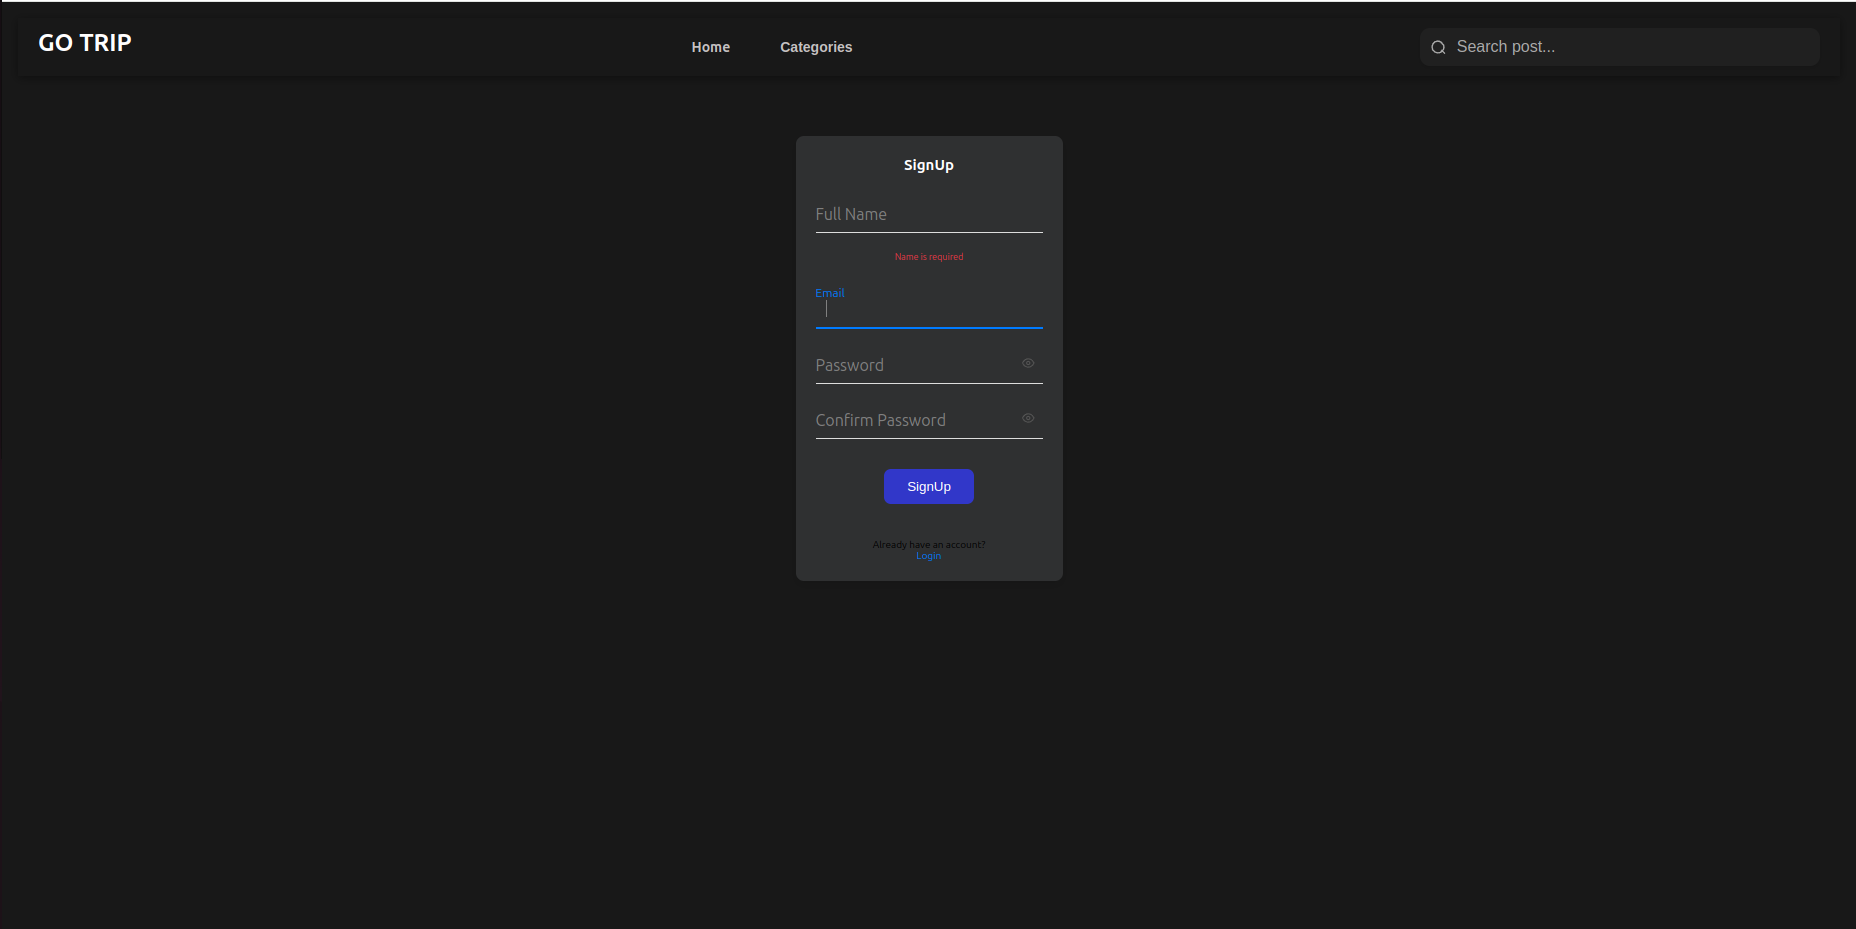 GO TRIP
Home
Categories
Search post...
SignUp
Full Name
Name is required
Email
Password
Confirm Password
SignUp
Already have an account?
Login